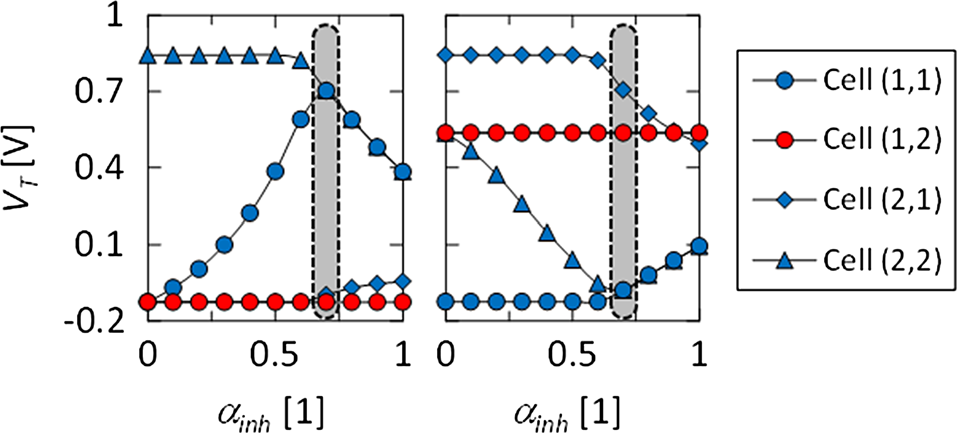 1
0.7
0.4
0.1
-0.2
V_T [V]
0 0.5 1
0 0.5 1
α_inh [1]
α_inh [1]
Cell (1,1)
Cell (1,2)
Cell (2,1)
Cell (2,2)